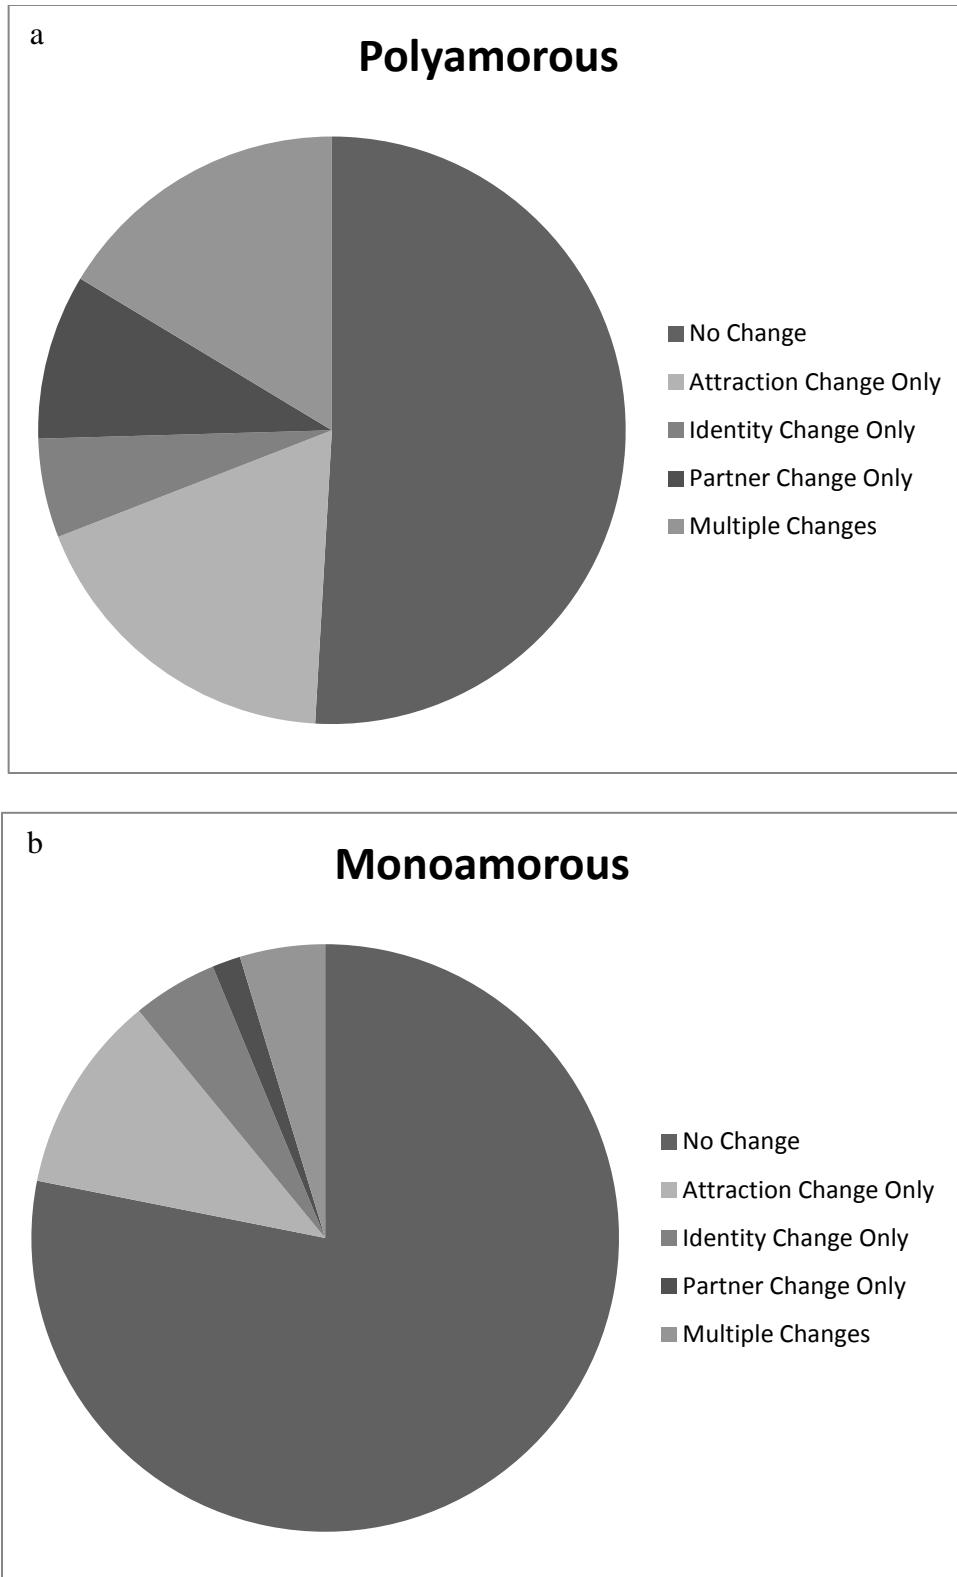 a
Polyamorous
No Change
Attraction Change Only
Identity Change Only
Partner Change Only
Multiple Changes
b
Monoamorous
No Change
Attraction Change Only
Identity Change Only
Partner Change Only
Multiple Changes